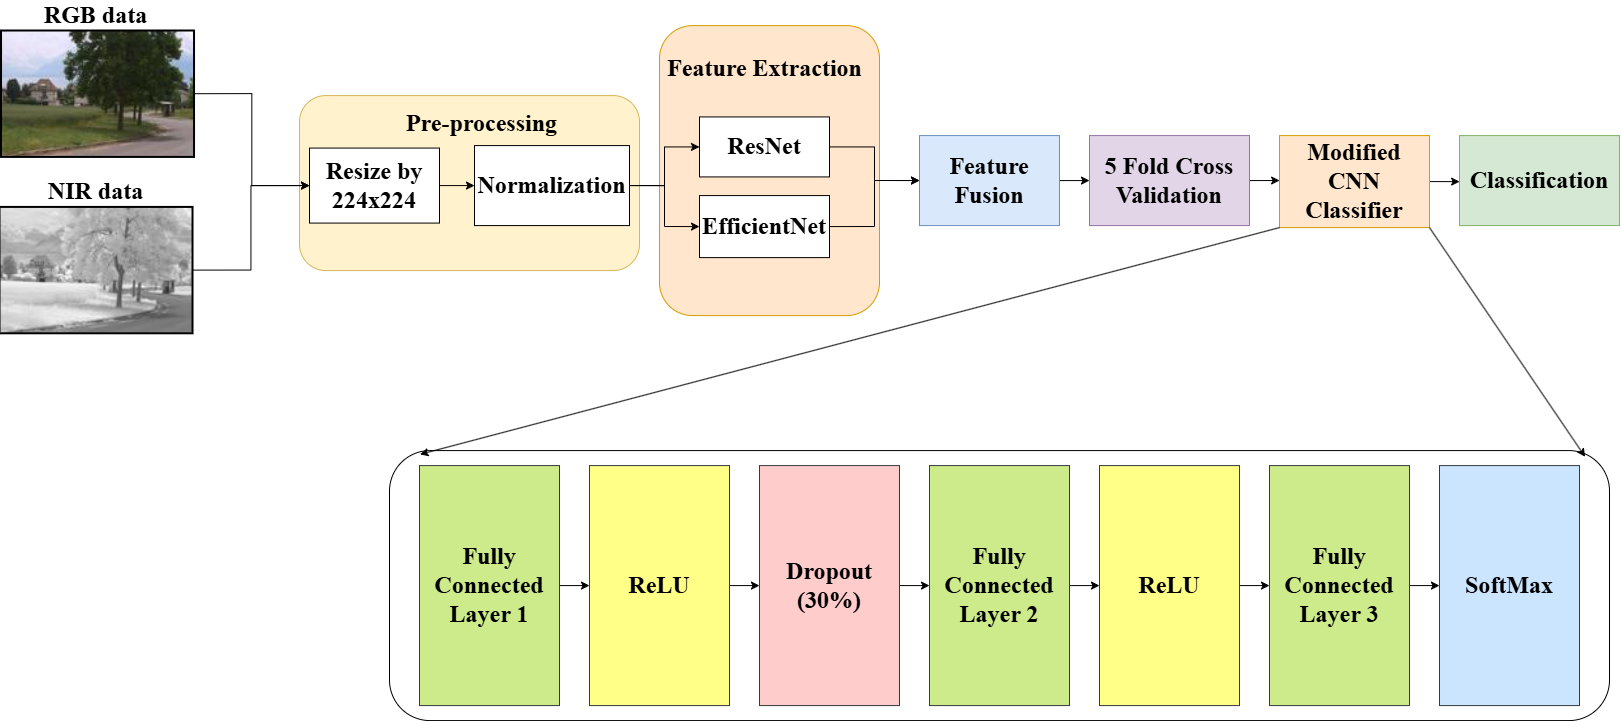 RGB data
NIR data
Pre-processing
Resize by
224x224
Normalization
Feature Extraction
ResNet
EfficientNet
Feature
Fusion
5 Fold Cross
Validation
Modified
CNN
Classifier
Classification
Fully
Connected
Layer 1
ReLU
Dropout
(30%)
Fully
Connected
Layer 2
ReLU
Fully
Connected
Layer 3
SoftMax